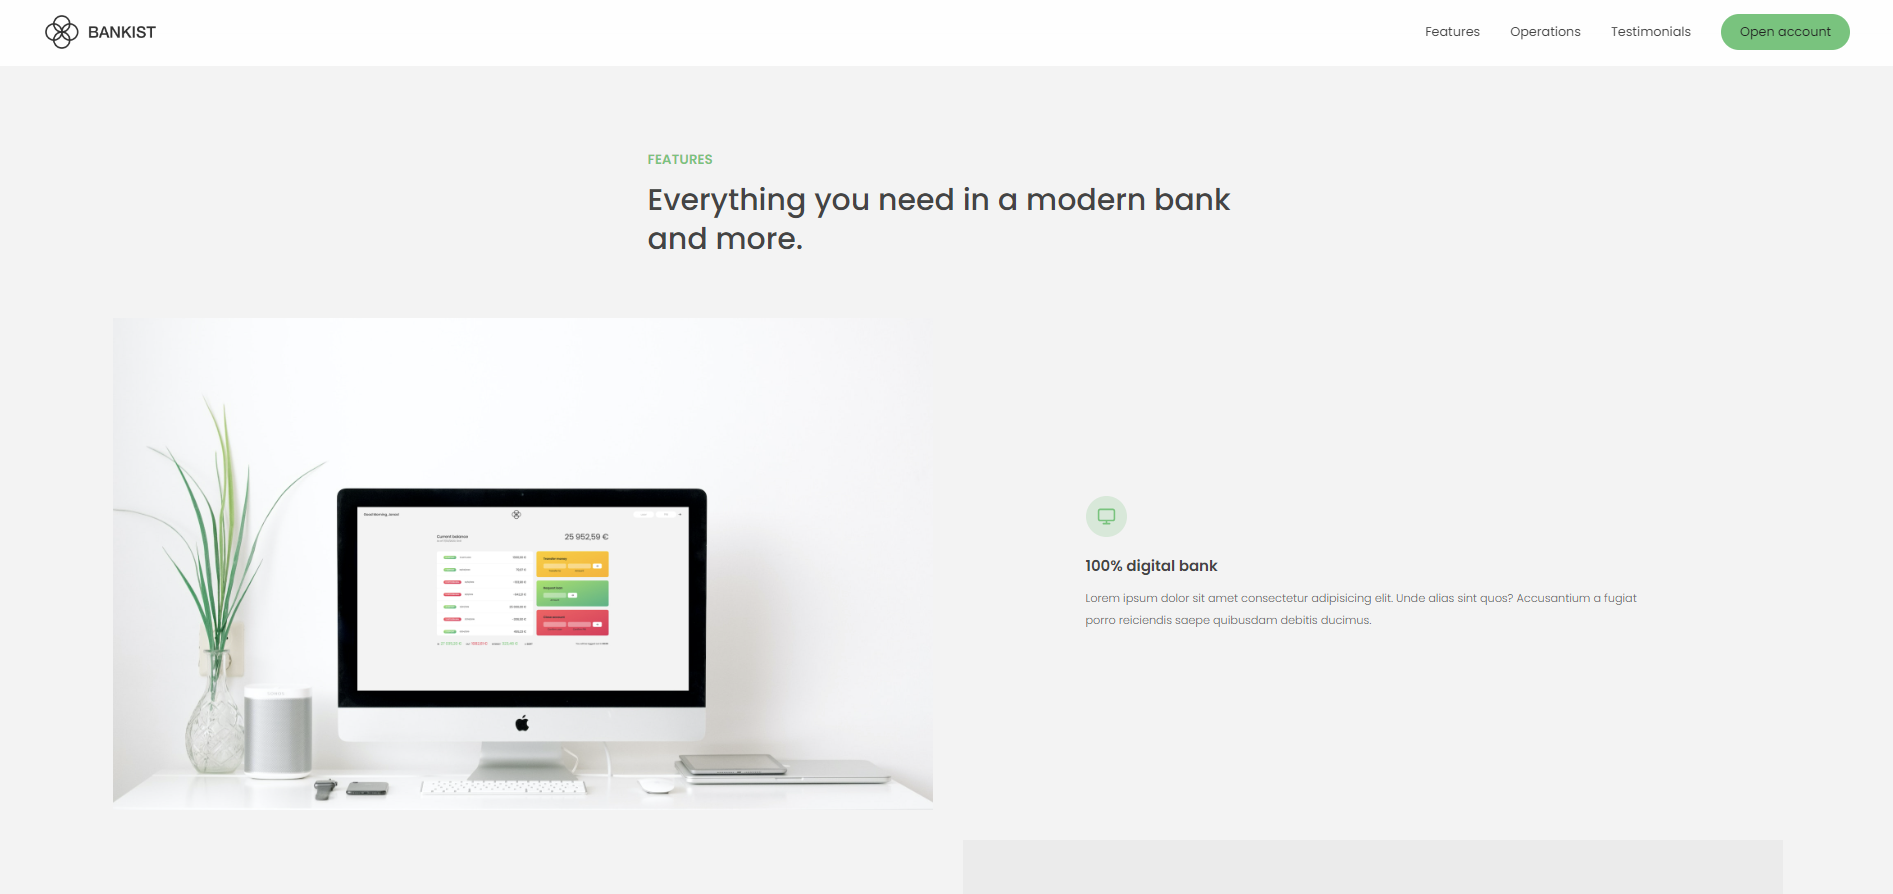 BANKIST
Features
Operations
Testimonials
Open account
FEATURES
Everything you need in a modern bank
and more.
Current balance
25 952,59 €
100% digital bank
Lorem ipsum dolor sit amet consectetur adipisicing elit. Unde alias sint quos? Accusantium a fugiat
porro reiciendis saepe quibusdam debitis ducimus.